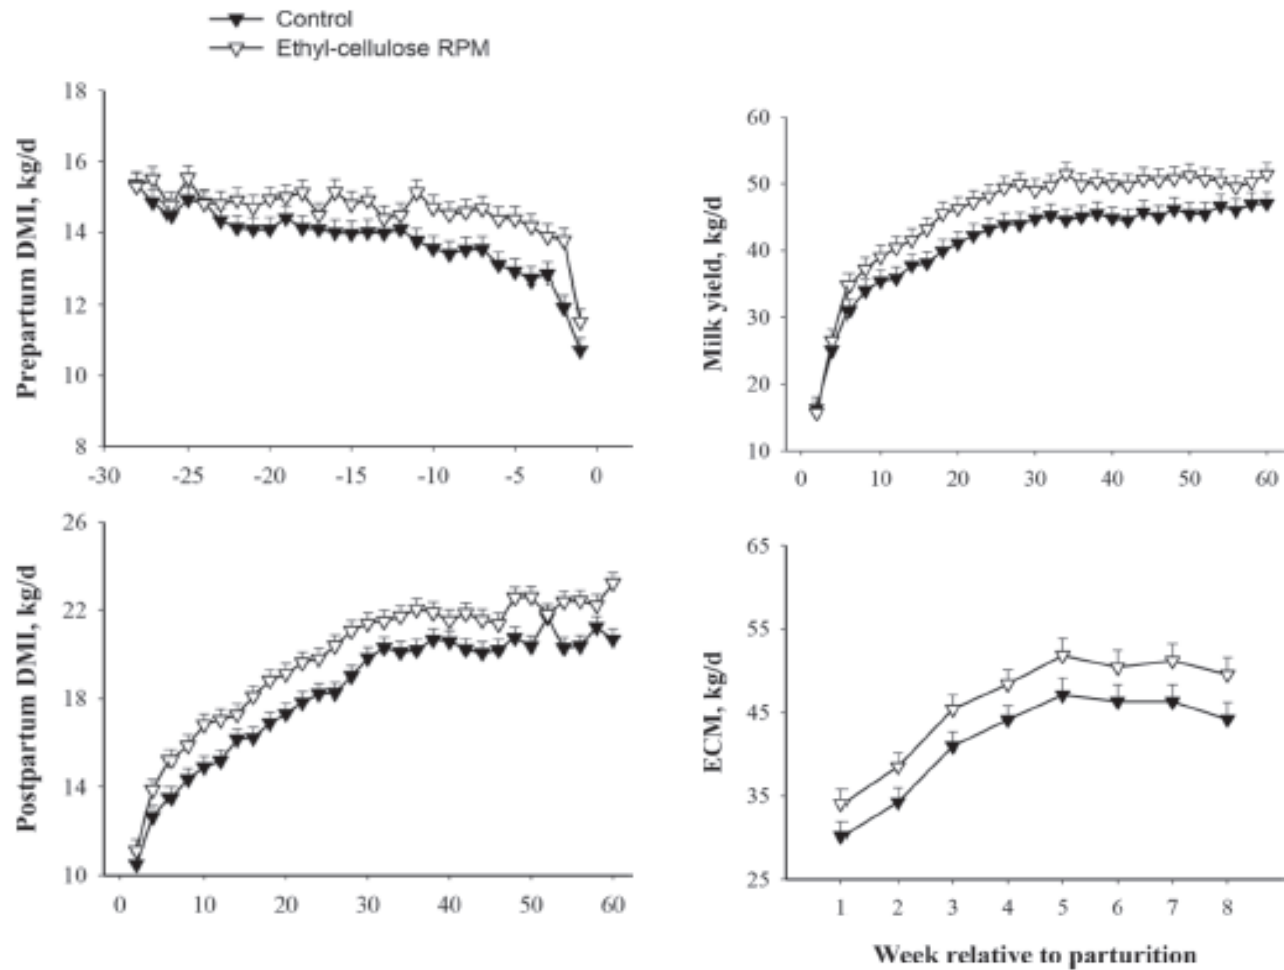 Control
Ethyl-cellulose RPM
Prepartum DMI, kg/d
18
16
14
12
10
8
-30 -25 -20 -15 -10 -5 0
Milk yield, kg/d
60
50
40
30
20
10
0 10 20 30 40 50 60
Postpartum DMI, kg/d
26
22
18
14
10
0 10 20 30 40 50 60
ECM, kg/d
65
55
45
35
25
1 2 3 4 5 6 7 8
Week relative to parturition